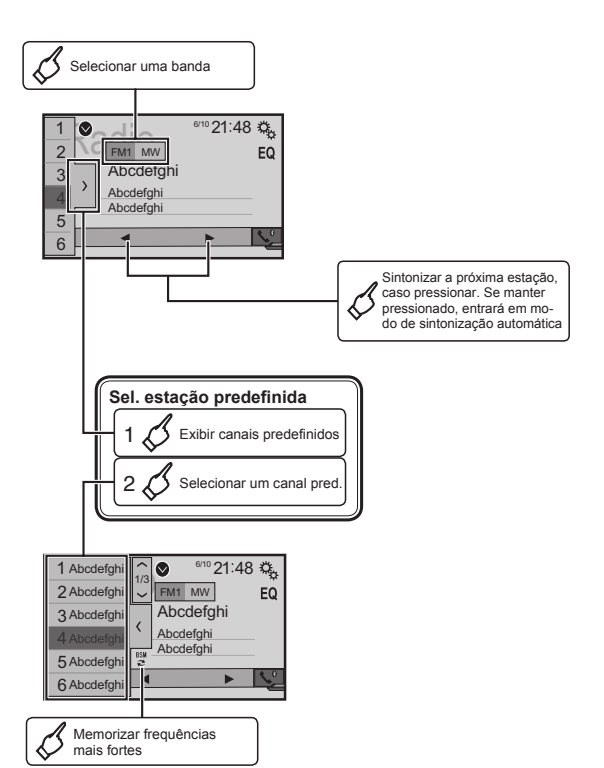 Selecionar uma banda
1
2
3
4
5
6
Radio
6/10 21:48
FM1 MW
EQ
Abcdefghi
Abcdefghi
Abcdefghi
Sintonizar a próxima estação,
caso pressionar. Se manter
pressionado, entrará em mo-
do de sintonização automática
Sel. estação predefinida
1 Exibir canais predefinidos
2 Selecionar um canal pred.
1 Abcdefghi
2 Abcdefghi
3 Abcdefghi
4 Abcdefghi
5 Abcdefghi
6 Abcdefghi
1/3
BSM
6/10 21:48
FM1 MW
EQ
Abcdefghi
Abcdefghi
Abcdefghi
Memorizar frequências
mais fortes